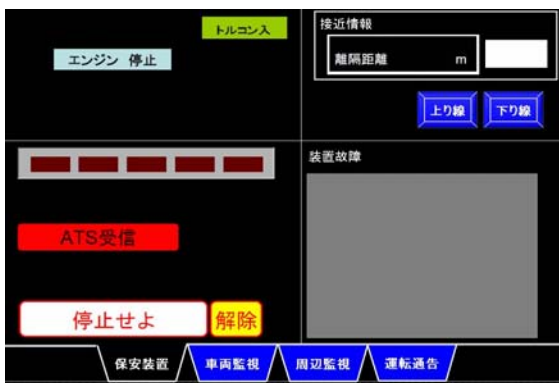 トルコン入
エンジン 停止
接近情報
離隔距離 m
上り線 下り線
ATS受信
停止せよ 解除
装置故障
保安装置 車両監視 周辺監視 運転通告